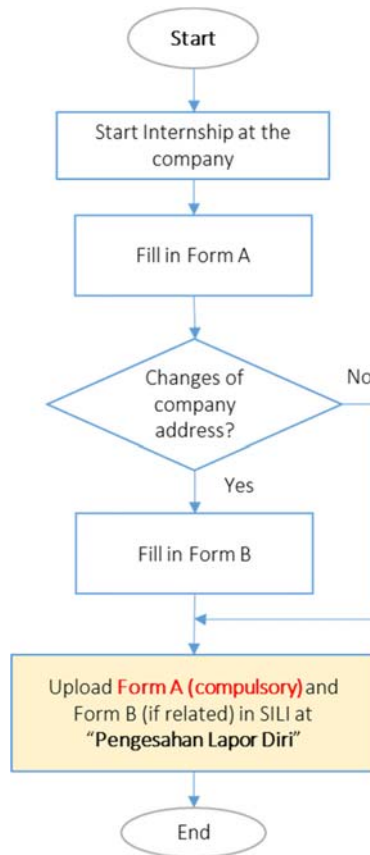 Start
Start Internship at the
company
Fill in Form A
Changes of
company
address?
No
Yes
Fill in Form B
Upload Form A (compulsory) and
Form B (if related) in SILI at
“Pengesahan Lapor Diri”
End